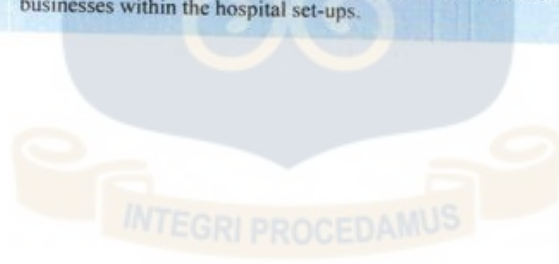 businesses within the hospital set-ups.
INTEGRI PROCEDAMUS